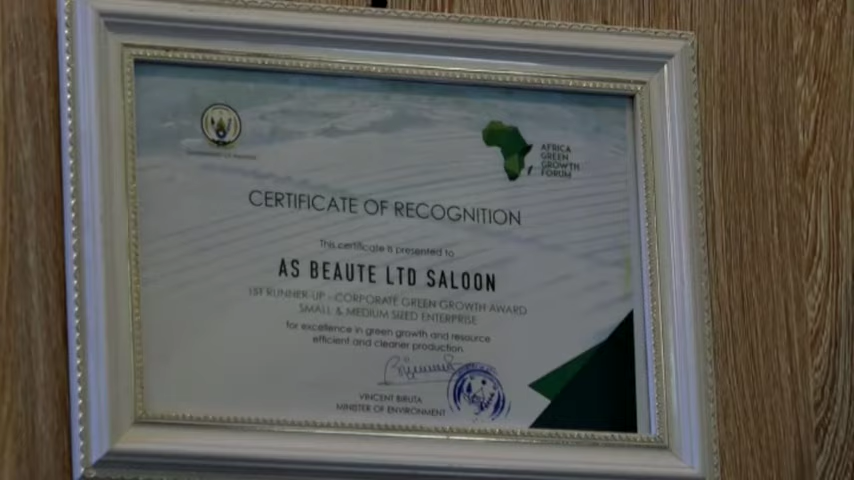 AFRICA
GREEN
GROWTH
FORUM
CERTIFICATE OF RECOGNITION
This certificate is presented to
AS BEAUTE LTD SALOON
1ST RUNNER-UP - CORPORATE GREEN GROWTH AWARD
SMALL & MEDIUM SIZED ENTERPRISE
for excellence in green growth and resource
efficient and cleaner production
VINCENT BIRUTA
MINISTER OF ENVIRONMENT